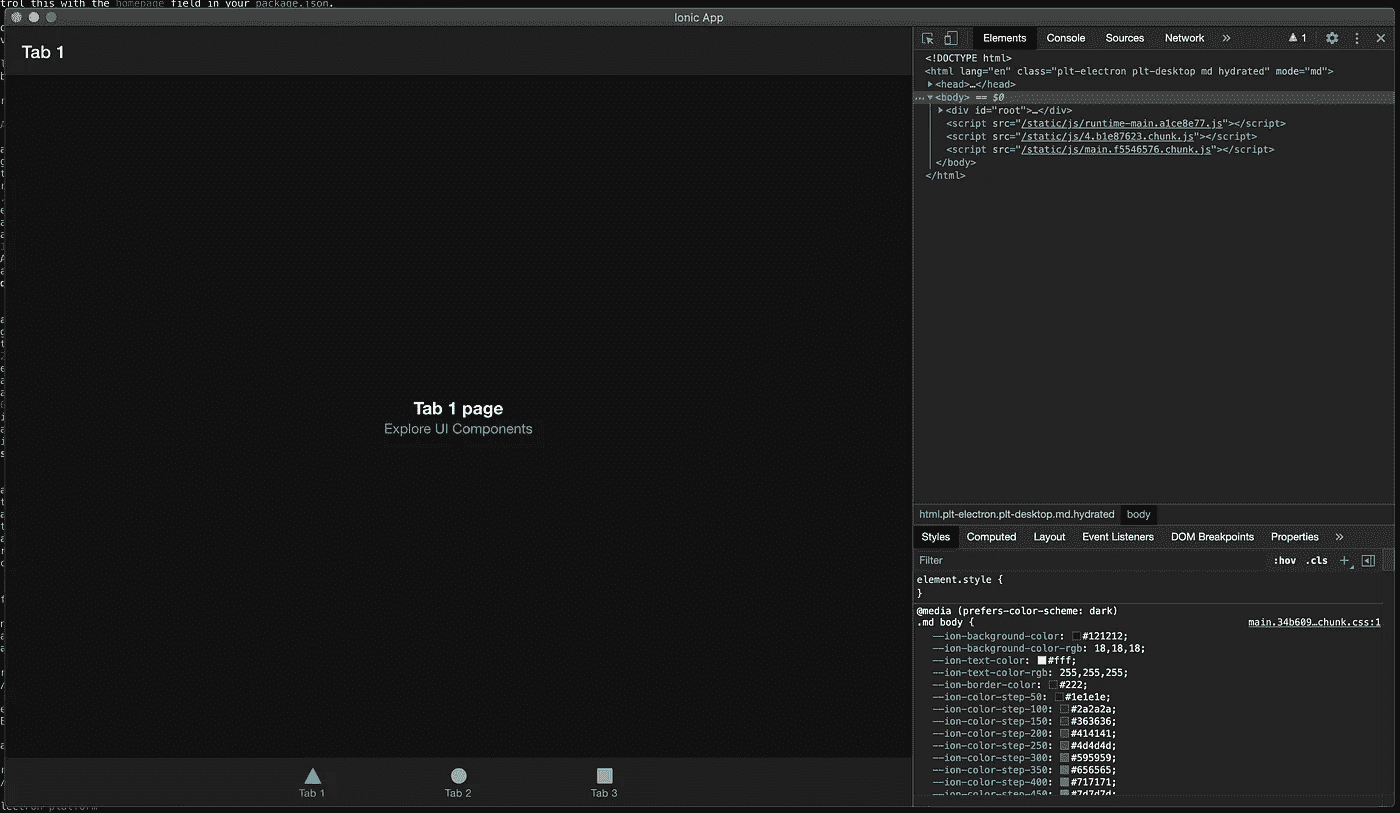 trol this with the homepage field in your package.json.
Ionic App
Tab 1
Tab 1 page
Explore UI Components
Tab 1
Tab 2
Tab 3
Elements Console Sources Network » 1
<!DOCTYPE html>
<html lang="en" class="plt-electron plt-desktop md hydrated" mode="md">
<head>…</head>
<body> == $0
<div id="root">…</div>
<script src="/static/js/runtime-main.a1ce8e77.js"></script>
<script src="/static/js/4.b1e87623.chunk.js"></script>
<script src="/static/js/main.f5546576.chunk.js"></script>
</body>
</html>
html.plt-electron.plt-desktop.md.hydrated body
Styles Computed Layout Event Listeners DOM Breakpoints Properties »
Filter :hov .cls +
element.style {
}
@media (prefers-color-scheme: dark)
.md body { main.34b609…chunk.css:1
--ion-background-color: #121212;
--ion-background-color-rgb: 18,18,18;
--ion-text-color: #fff;
--ion-text-color-rgb: 255,255,255;
--ion-border-color: #222;
--ion-color-step-50: #1e1e1e;
--ion-color-step-100: #2a2a2a;
--ion-color-step-150: #363636;
--ion-color-step-200: #414141;
--ion-color-step-250: #4d4d4d;
--ion-color-step-300: #595959;
--ion-color-step-350: #656565;
--ion-color-step-400: #717171;
--ion-color-step-450: #7d7d7d;